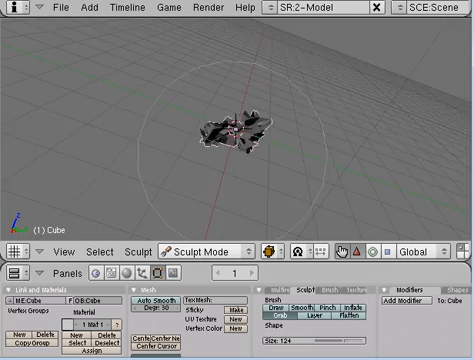 File Add Timeline Game Render Help SR:2-Model SCE:Scene
z
(1) Cube
View Select Sculpt Sculpt Mode Global
Panels 1
Link and Materials Mesh Multires Sculpt Brush Texture Modifiers Shapes
ME:Cube F OB:Cube Auto Smooth TexMesh: Brush Add Modifier To: Cube
Vertex Groups Material Degr: 30 Sticky Make Draw Smooth Pinch Inflate
1 Mat 1 ? UV Texture New Grab Layer Flatten
New Delete New Delete Vertex Color New Shape
Copy Group Select Deselect Center New
Assign Center Cursor Size: 124